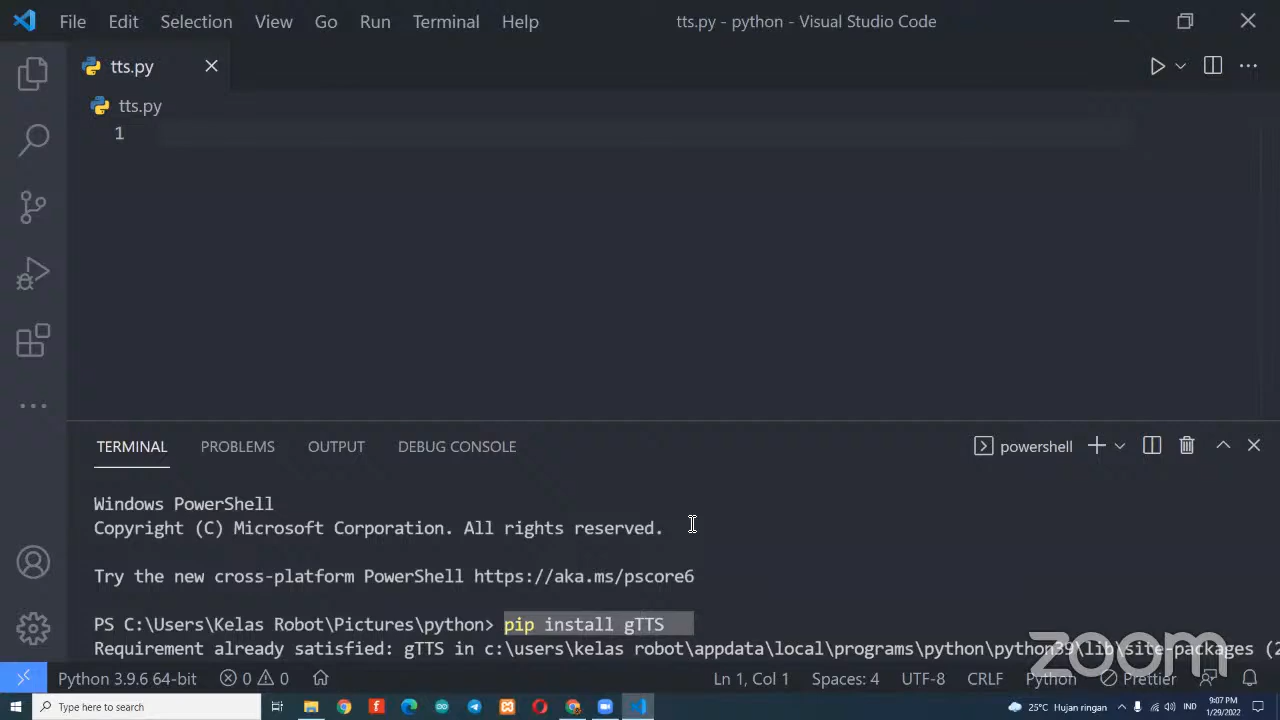 File Edit Selection View Go Run Terminal Help tts.py - python - Visual Studio Code
tts.py
tts.py
1
TERMINAL PROBLEMS OUTPUT DEBUG CONSOLE powershell
Windows PowerShell
Copyright (C) Microsoft Corporation. All rights reserved.
Try the new cross-platform PowerShell https://aka.ms/pscore6
PS C:\Users\Kelas Robot\Pictures\python> pip install gTTS
Requirement already satisfied: gTTS in c:\users\kelas robot\appdata\local\programs\python\python39\lib\site-packages (2
zoom
Python 3.9.6 64-bit 0 0 Ln 1, Col 1 Spaces: 4 UTF-8 CRLF Python Prettier
Type here to search 25°C Hujan ringan IND 9:07 PM
1/29/2022